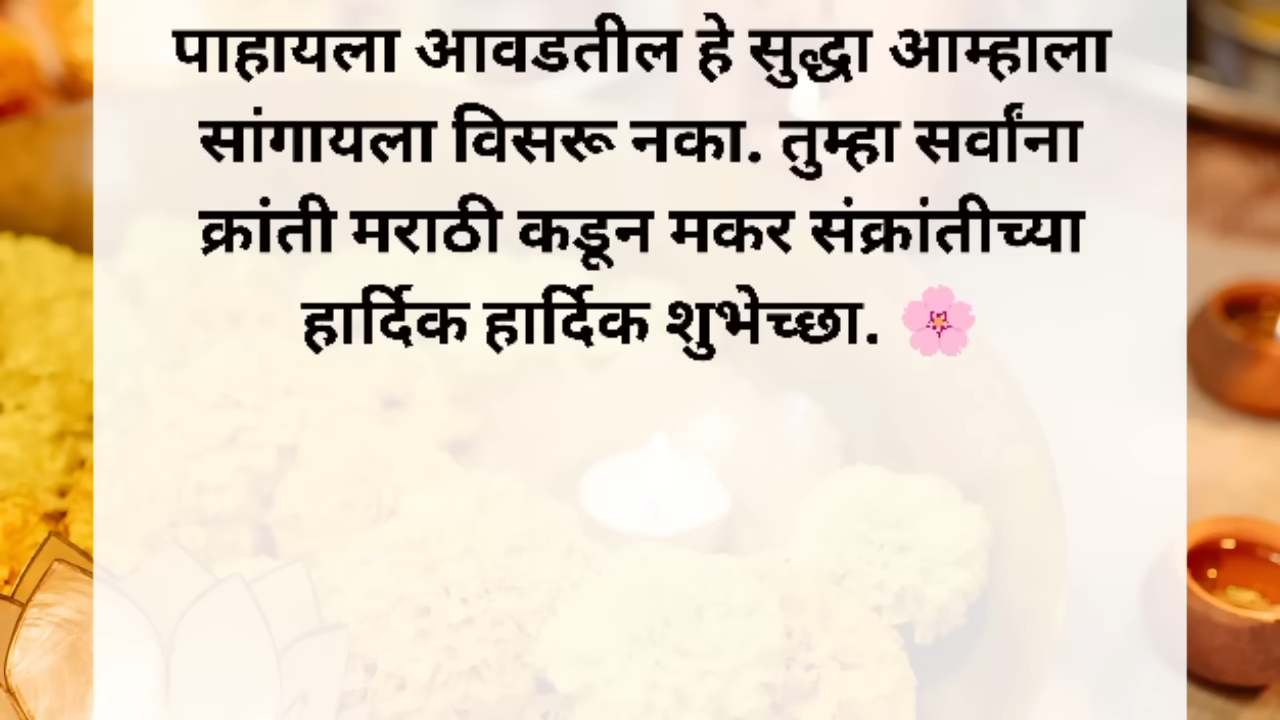 पाहायला आवडतील हे सुद्धा आम्हाला
सांगायला विसरू नका. तुम्हा सर्वांना
क्रांती मराठी कडून मकर संक्रांतीच्या
हार्दिक हार्दिक शुभेच्छा. 🌸